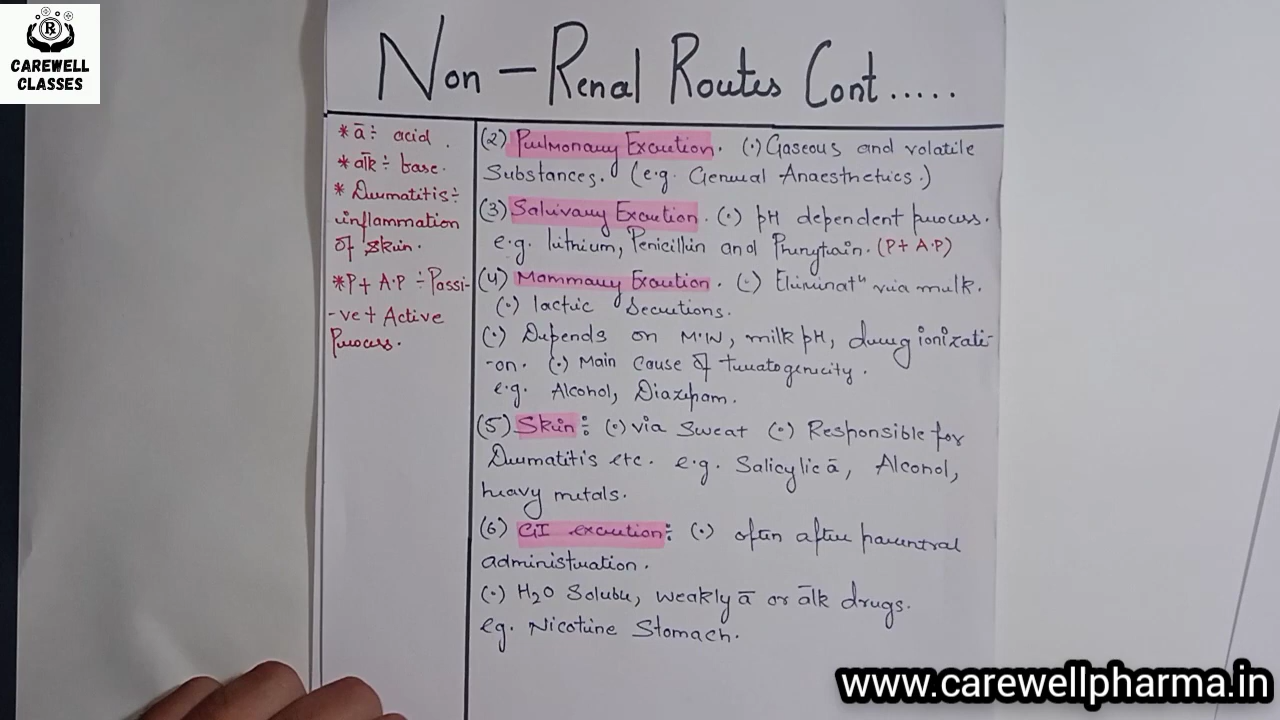 CAREWELL
CLASSES
Non - Renal Routes Cont .....
* ā ÷ acid .
* alk ÷ base.
* Dermatitis ÷
inflammation
of skin.
* P+ A.P ÷ Passi-
-ve + Active
Process.
(2) Pulmonary Excretion. (•) Gaseous and volatile
Substances. (e.g. General Anaesthetics.)
(3) Salivary Excretion. (•) pH dependent process.
e.g. lithium, Penicillin and Phenytoin. (P+ A.P)
(4) Mammary Excretion. (•) Eliminatⁿ via milk.
(•) lactic Secretions.
(•) Depends on M.W, milk pH, drug ionizati-
-on. (•) Main Cause of teratogenicity.
e.g. Alcohol, Diazepam.
(5) Skin: (•) via Sweat (•) Responsible for
Dermatitis etc. e.g. Salicylic ā, Alcohol,
heavy metals.
(6) GI excretion: (•) often after parentral
administration.
(•) H2O Soluble, weakly ā or alk drugs.
eg. Nicotine Stomach.
www.carewellpharma.in